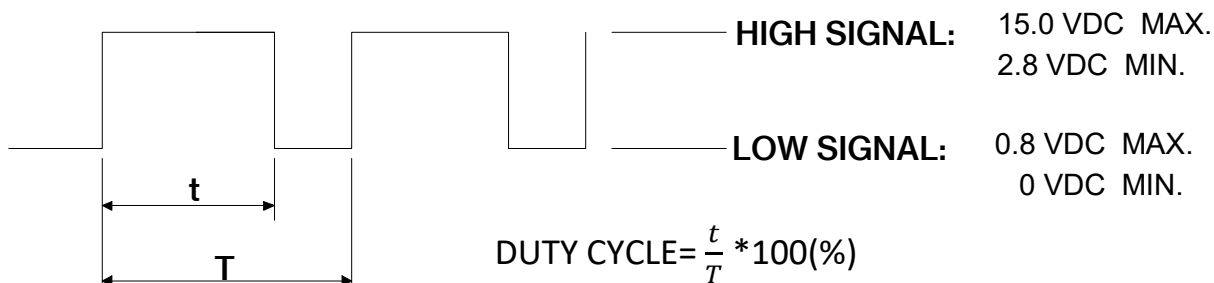 HIGH SIGNAL: 15.0 VDC MAX.
2.8 VDC MIN.
LOW SIGNAL: 0.8 VDC MAX.
0 VDC MIN.
t
T
DUTY CYCLE= t/T *100(%)